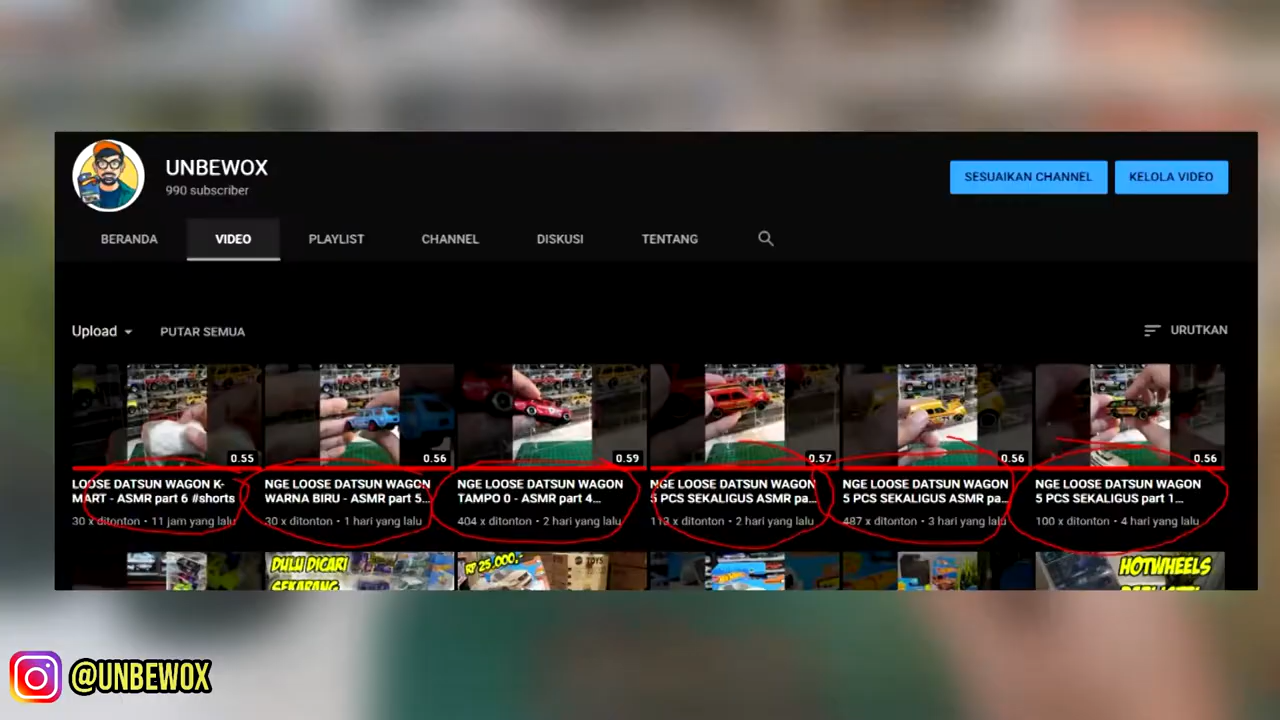 UNBEWOX
990 subscriber
SESUAIKAN CHANNEL
KELOLA VIDEO
BERANDA
VIDEO
PLAYLIST
CHANNEL
DISKUSI
TENTANG
Upload
PUTAR SEMUA
URUTKAN
0.55
LOOSE DATSUN WAGON K-
MART - ASMR part 6 #shorts
30 x ditonton • 11 jam yang lalu
0.56
NGE LOOSE DATSUN WAGON
WARNA BIRU - ASMR part 5...
30 x ditonton • 1 hari yang lalu
0.59
NGE LOOSE DATSUN WAGON
TAMPO 0 - ASMR part 4...
404 x ditonton • 2 hari yang lalu
0.57
NGE LOOSE DATSUN WAGON
5 PCS SEKALIGUS ASMR pa...
113 x ditonton • 2 hari yang lalu
0.56
NGE LOOSE DATSUN WAGON
5 PCS SEKALIGUS ASMR pa...
487 x ditonton • 3 hari yang lalu
0.56
NGE LOOSE DATSUN WAGON
5 PCS SEKALIGUS part 1...
100 x ditonton • 4 hari yang lalu
DULU DICARI
SEKARANG
RP 25.000,-
HOTWHEELS
@UNBEWOX